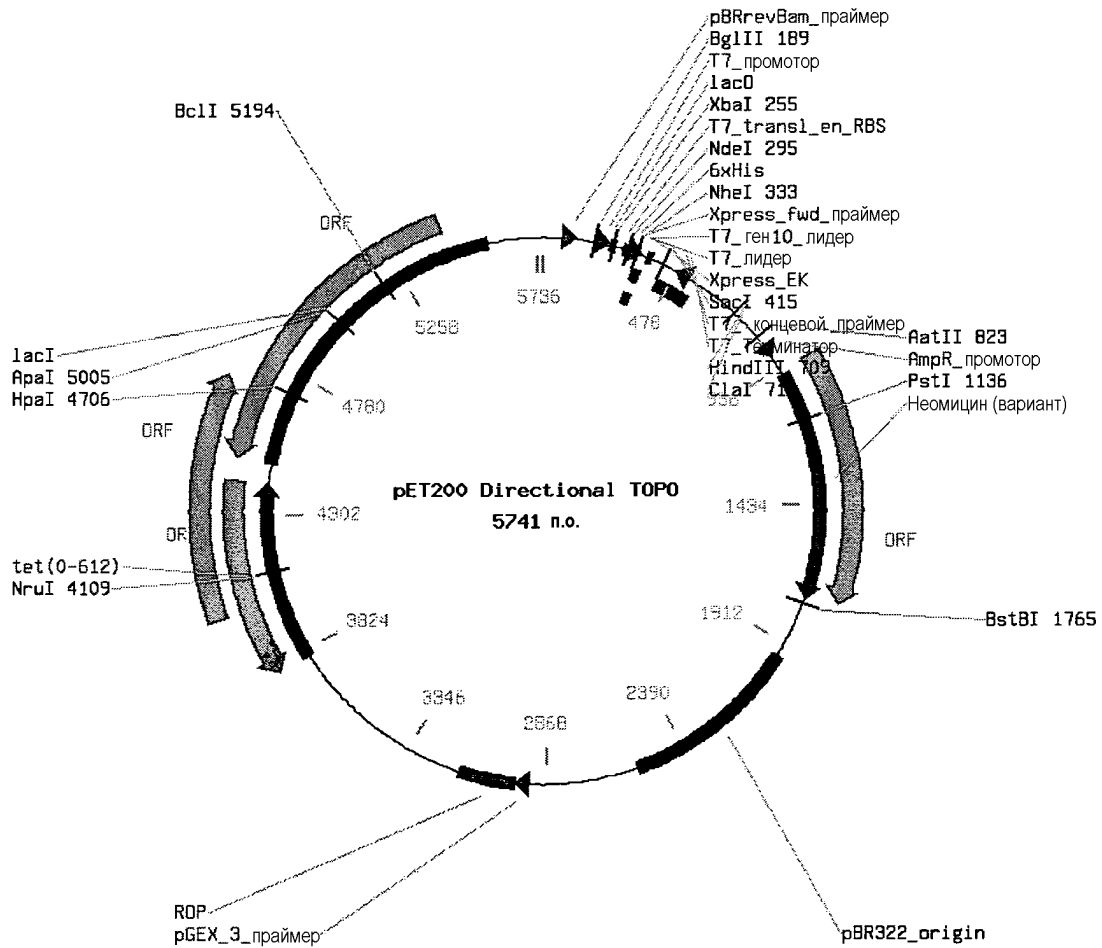 pBRrevBam_праймер
BglII 189
T7_промотор
lacO
XbaI 255
T7_transl_en_RBS
NdeI 295
6xHis
NheI 333
Xpress_fwd_праймер
T7_ген10_лидер
T7_лидер
Xpress_EK
SacI 415
T7_концевой_праймер
T7_Терминатор
HindIII 709
ClaI 71
AatII 823
AmpR_промотор
PstI 1136
Неомицин (вариант)
BclI 5194
ORF
5736
478
5258
lacI
ApaI 5005
HpaI 4706
4780
956
ORF
pET200 Directional TOPO
5741 п.о.
4302
1434
OR
ORF
tet(0-612)
NruI 4109
3824
1912
BstBI 1765
3346
2868
2390
ROP
pGEX_3_праймер
pBR322_origin